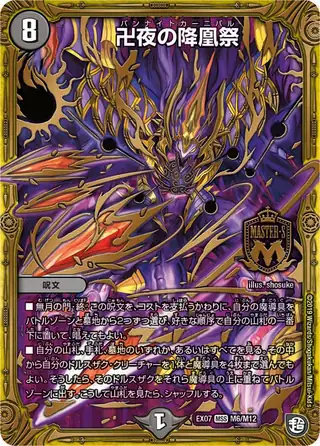 8
バンナイトカーニバル
卍夜の降凰祭
MASTER-S
M
illus. shosuke
呪文
■無月の門・終:この呪文を、コストを支払うかわりに、自分の魔導具を
バトルゾーンと墓地から2つずつ選び、好きな順序で自分の山札の一番
下に置いて、唱えてもよい。
■自分の山札、手札、墓地のいずれか、あるいはすべてを見る。その中
から自分のドルスザク・クリーチャーを1体と魔導具を4つまで選んでも
よい。そうしたら、そのドルスザクをそれら魔導具の上に重ねてバトル
ゾーンに出す。こうして山札を見たら、シャッフルする。
1
EX07 MSS M6/M12
超